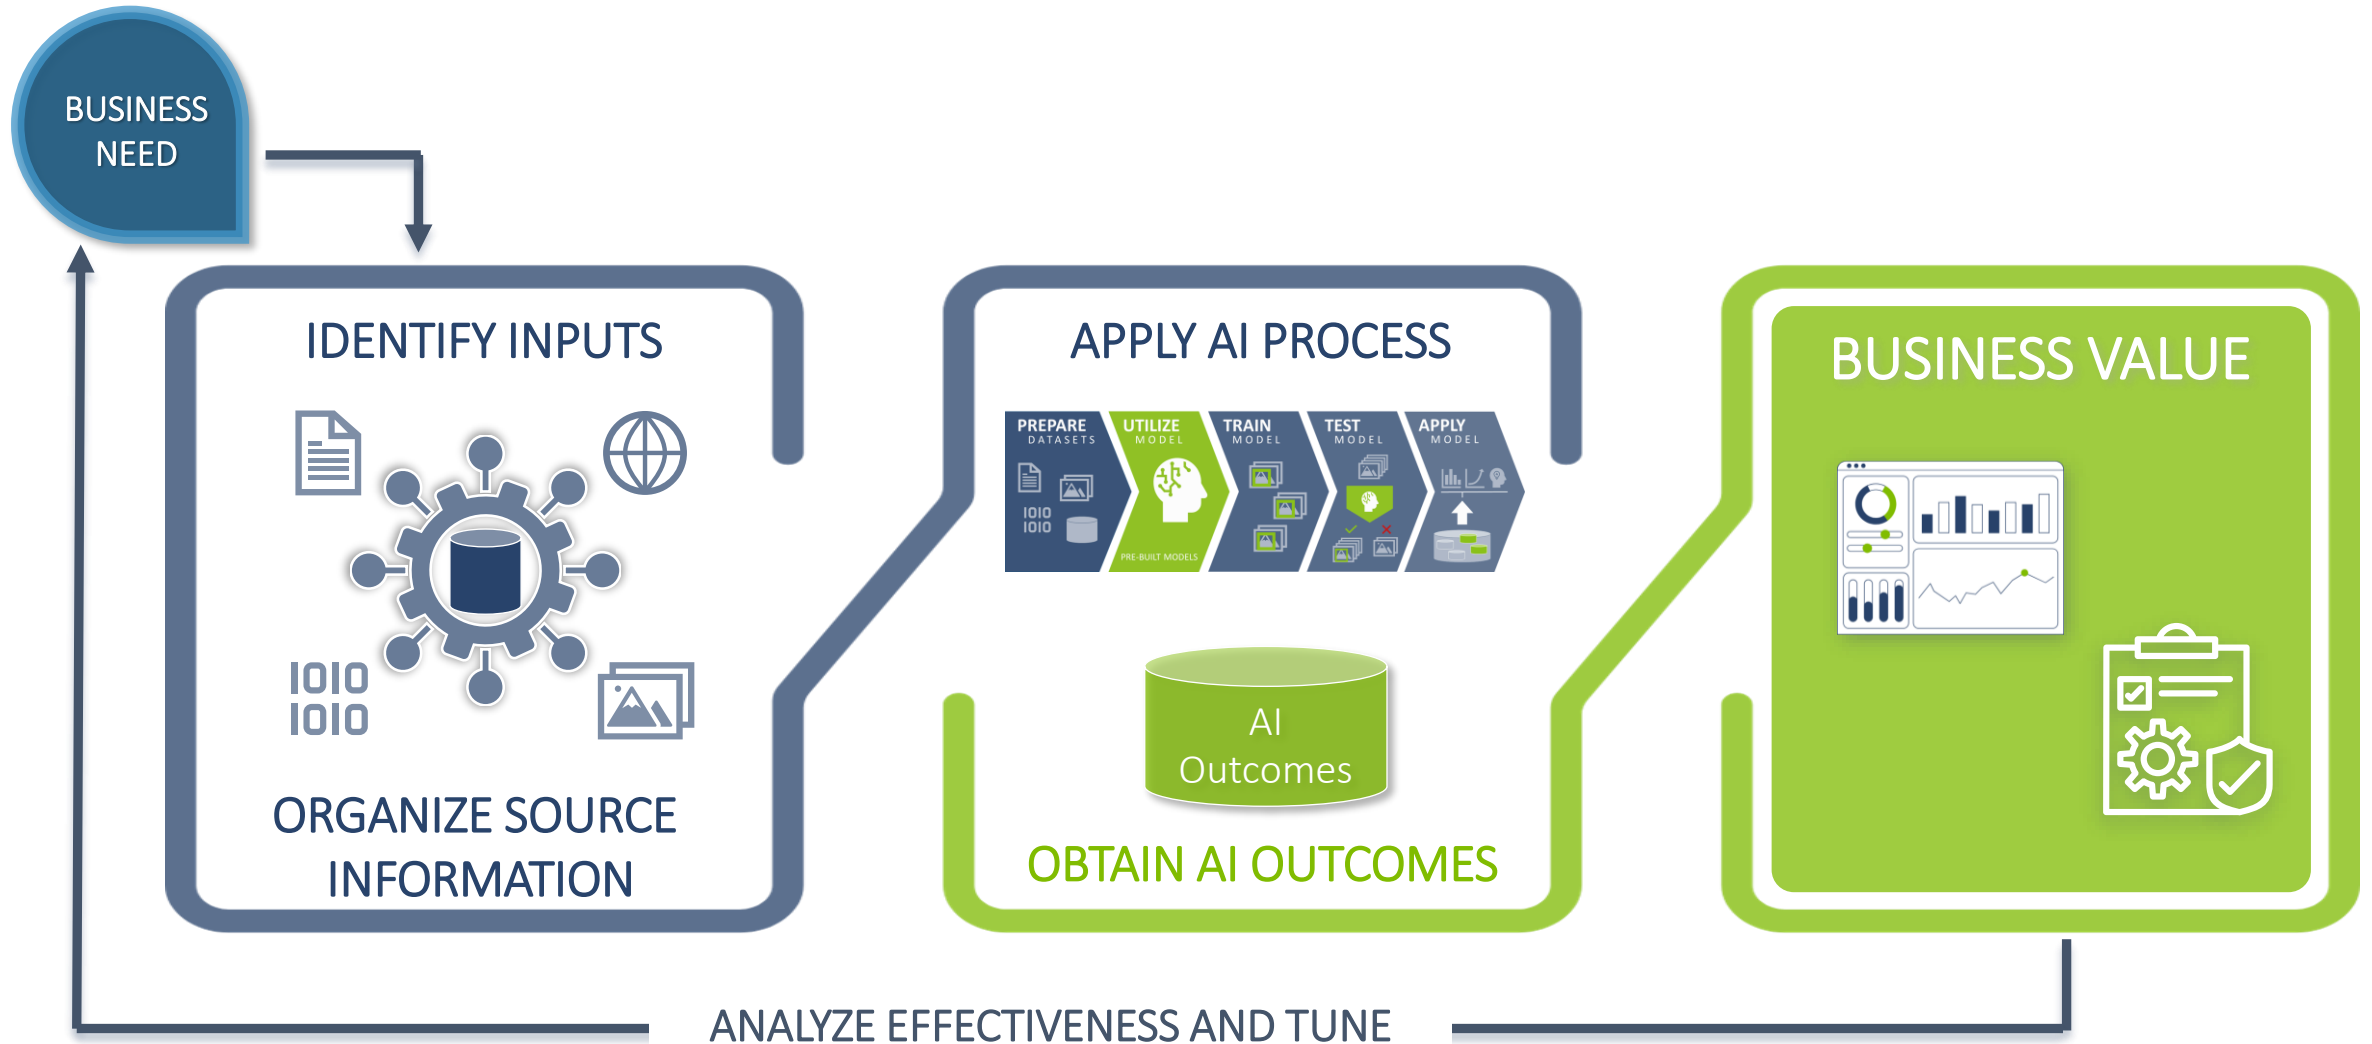 BUSINESS
NEED
IDENTIFY INPUTS
1010
1010
ORGANIZE SOURCE
INFORMATION
APPLY AI PROCESS
PREPARE
DATASETS
1010
1010
UTILIZE
MODEL
PRE-BUILT MODELS
TRAIN
MODEL
TEST
MODEL
APPLY
MODEL
AI
Outcomes
OBTAIN AI OUTCOMES
BUSINESS VALUE
ANALYZE EFFECTIVENESS AND TUNE